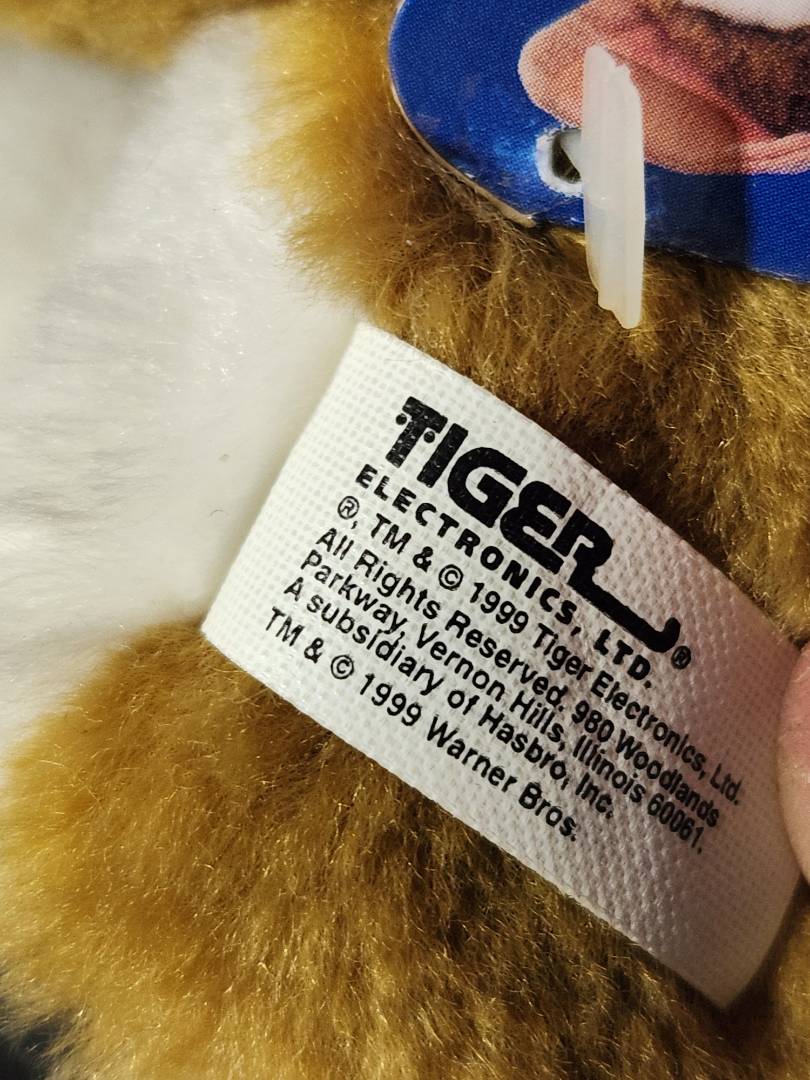 TIGER®
ELECTRONICS, LTD.
®, TM & © 1999 Tiger Electronics, Ltd.
All Rights Reserved. 980 Woodlands
Parkway, Vernon Hills, Illinois 60061.
A subsidiary of Hasbro, Inc.
TM & © 1999 Warner Bros.